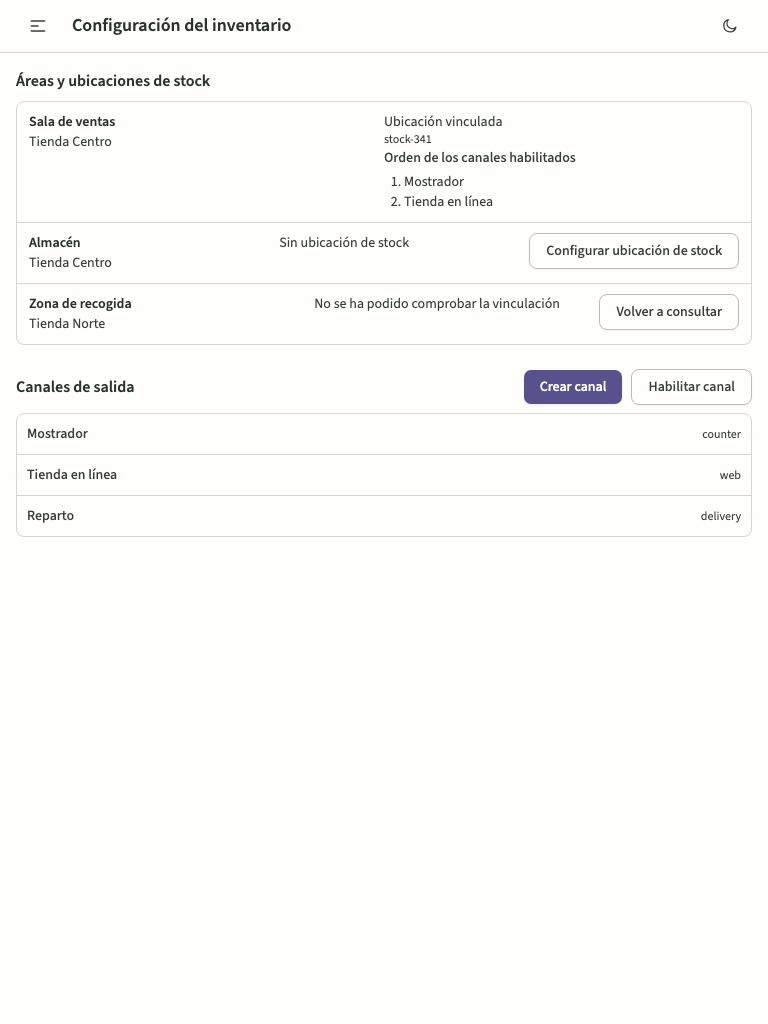 Configuración del inventario
Áreas y ubicaciones de stock
Sala de ventas
Tienda Centro
Ubicación vinculada
stock-341
Orden de los canales habilitados
1. Mostrador
2. Tienda en línea
Almacén
Tienda Centro
Sin ubicación de stock
Configurar ubicación de stock
Zona de recogida
Tienda Norte
No se ha podido comprobar la vinculación
Volver a consultar
Canales de salida
Crear canal
Habilitar canal
Mostrador
counter
Tienda en línea
web
Reparto
delivery